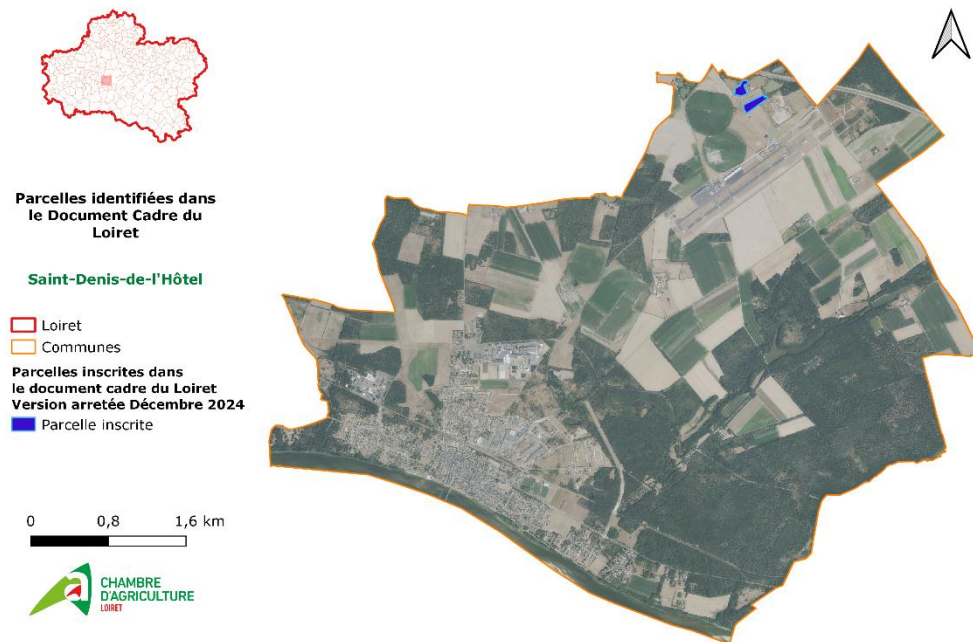 Parcelles identifiées dans
le Document Cadre du
Loiret
Saint-Denis-de-l'Hôtel
Loiret
Communes
Parcelles inscrites dans
le document cadre du Loiret
Version arretée Décembre 2024
Parcelle inscrite
0 0,8 1,6 km
CHAMBRE
D'AGRICULTURE
LOIRET